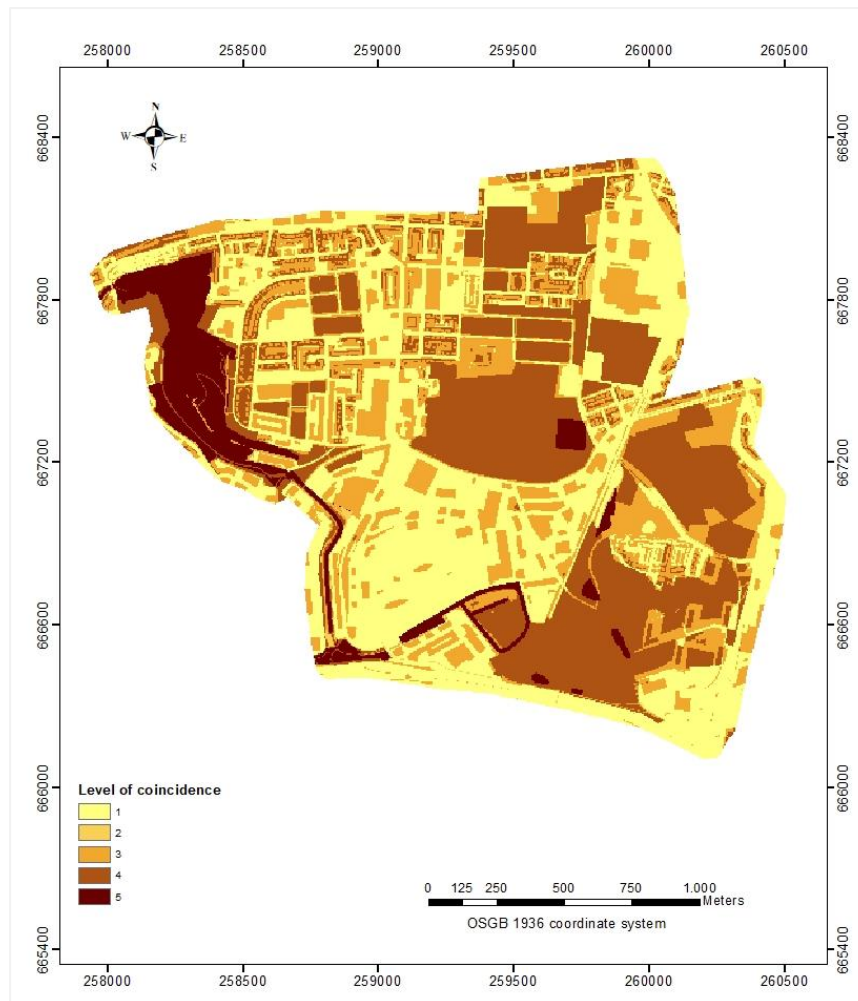 258000 258500 259000 259500 260000 260500
N
W E
S
668400 668400
667800 667800
667200 667200
666600 666600
666000 666000
665400 665400
Level of coincidence
1
2
3
4
5
0 125 250 500 750 1.000
Meters
OSGB 1936 coordinate system
258000 258500 259000 259500 260000 260500